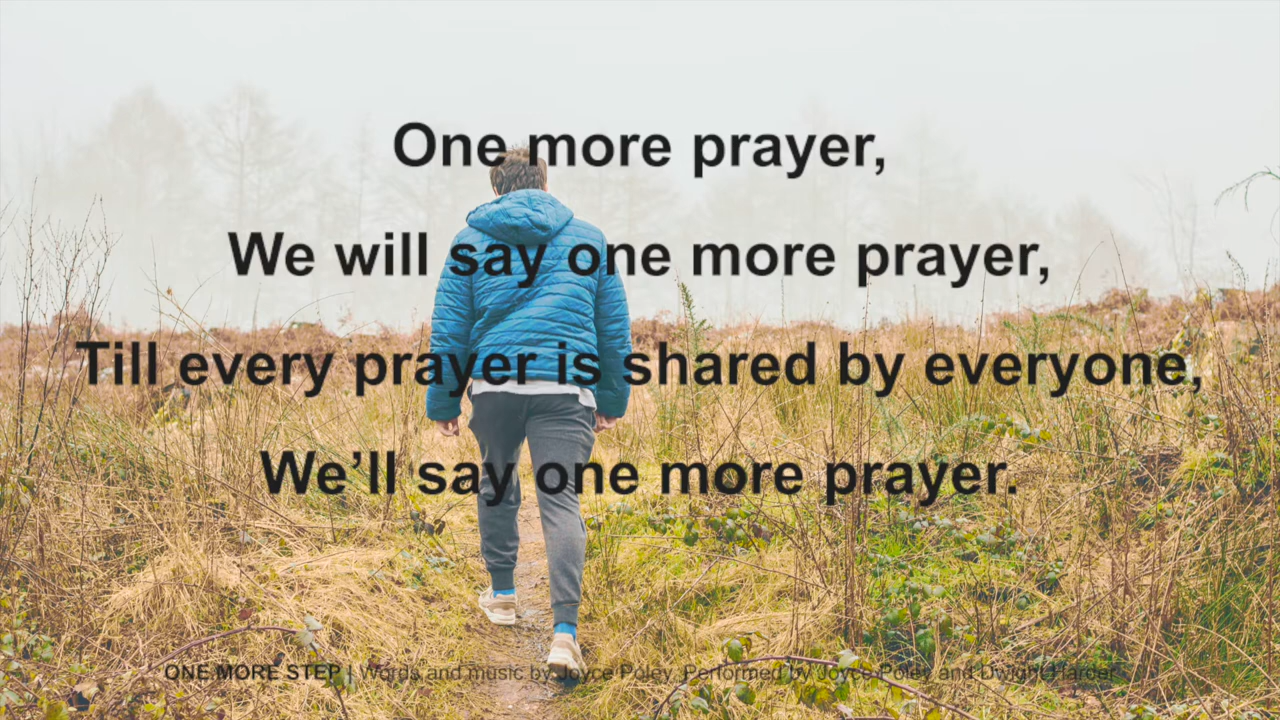 One more prayer,
We will say one more prayer,
Till every prayer is shared by everyone,
We’ll say one more prayer.
ONE MORE STEP | Words and music by Joyce Poley. Performed by Joyce Poley and Dwight Harder